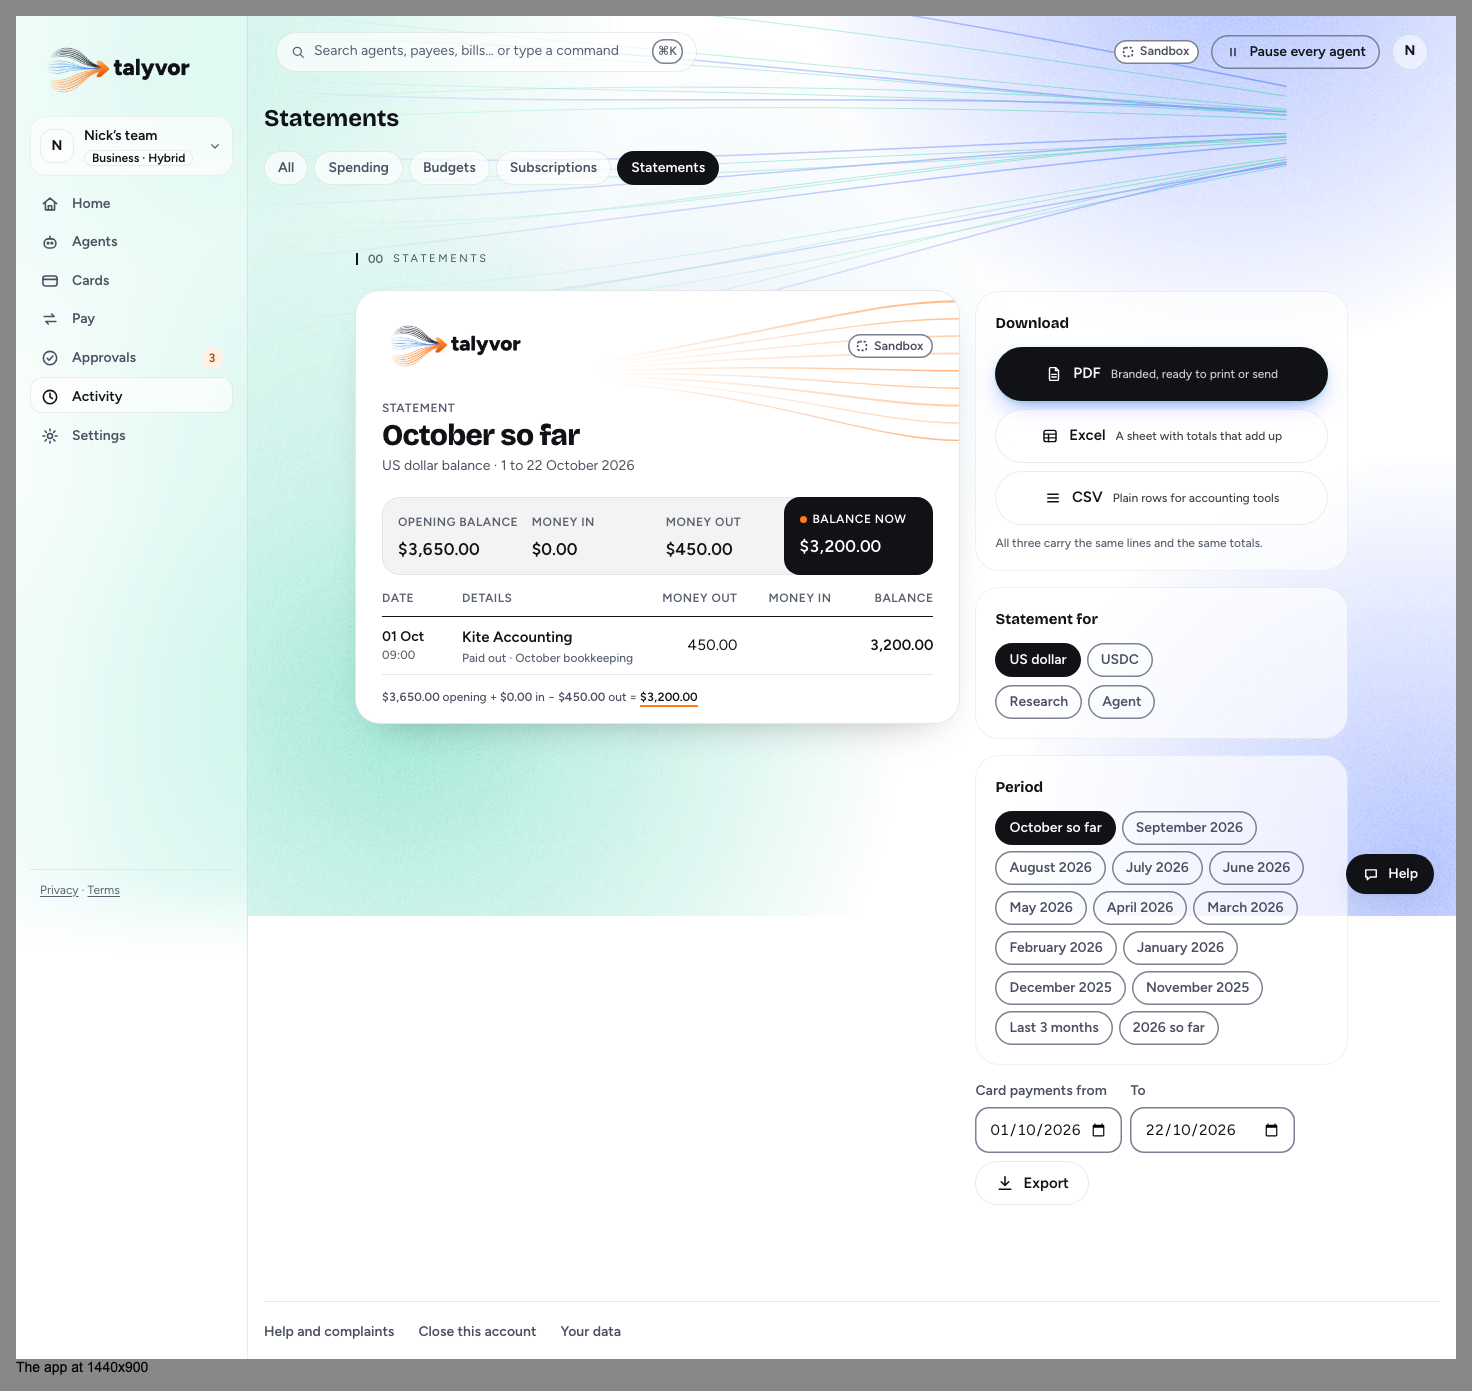 talyvor
Search agents, payees, bills... or type a command
⌘K
Sandbox
Pause every agent
N
N
Nick's team
Business · Hybrid
Home
Agents
Cards
Pay
Approvals
3
Activity
Settings
Privacy · Terms
Statements
All
Spending
Budgets
Subscriptions
Statements
00 STATEMENTS
talyvor
Sandbox
STATEMENT
October so far
US dollar balance · 1 to 22 October 2026
OPENING BALANCE
$3,650.00
MONEY IN
$0.00
MONEY OUT
$450.00
BALANCE NOW
$3,200.00
DATE DETAILS MONEY OUT MONEY IN BALANCE
01 Oct Kite Accounting 450.00 3,200.00
09:00 Paid out · October bookkeeping
$3,650.00 opening + $0.00 in − $450.00 out = $3,200.00
Download
PDF Branded, ready to print or send
Excel A sheet with totals that add up
CSV Plain rows for accounting tools
All three carry the same lines and the same totals.
Statement for
US dollar
USDC
Research
Agent
Period
October so far
September 2026
August 2026
July 2026
June 2026
May 2026
April 2026
March 2026
February 2026
January 2026
December 2025
November 2025
Last 3 months
2026 so far
Help
Card payments from
To
01/10/2026
22/10/2026
Export
Help and complaints
Close this account
Your data
The app at 1440x900